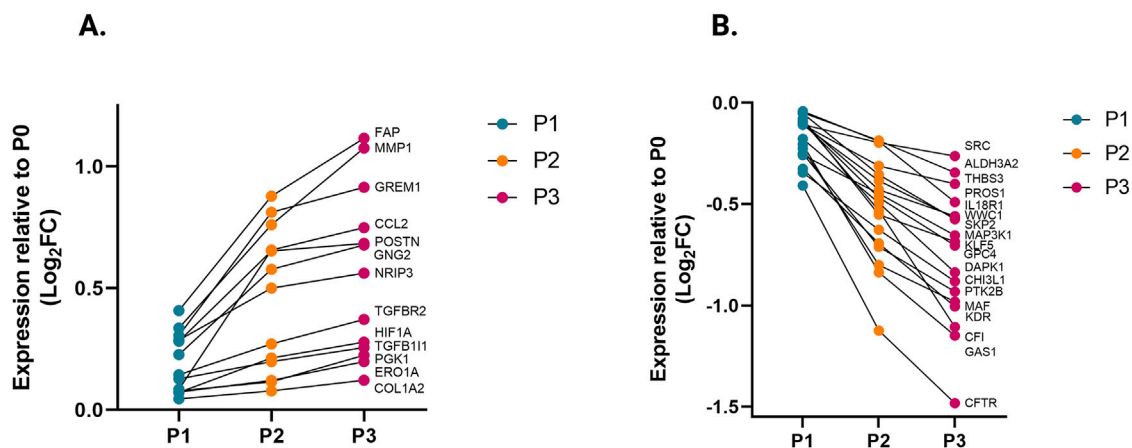 A.
Expression relative to P0
(Log₂FC)
1.0
0.5
0.0
P1
P2
P3
FAP
MMP1
GREM1
CCL2
POSTN
GNG2
NRIP3
TGFBR2
HIF1A
TGFB1I1
PGK1
ERO1A
COL1A2
P1
P2
P3
B.
Expression relative to P0
(Log₂FC)
0.0
-0.5
-1.0
-1.5
P1
P2
P3
SRC
ALDH3A2
THBS3
PROS1
IL18R1
WWC1
SKP2
MAP3K1
KLF5
GPC4
DAPK1
CHI3L1
PTK2B
MAF
KDR
CFI
GAS1
CFTR
P1
P2
P3